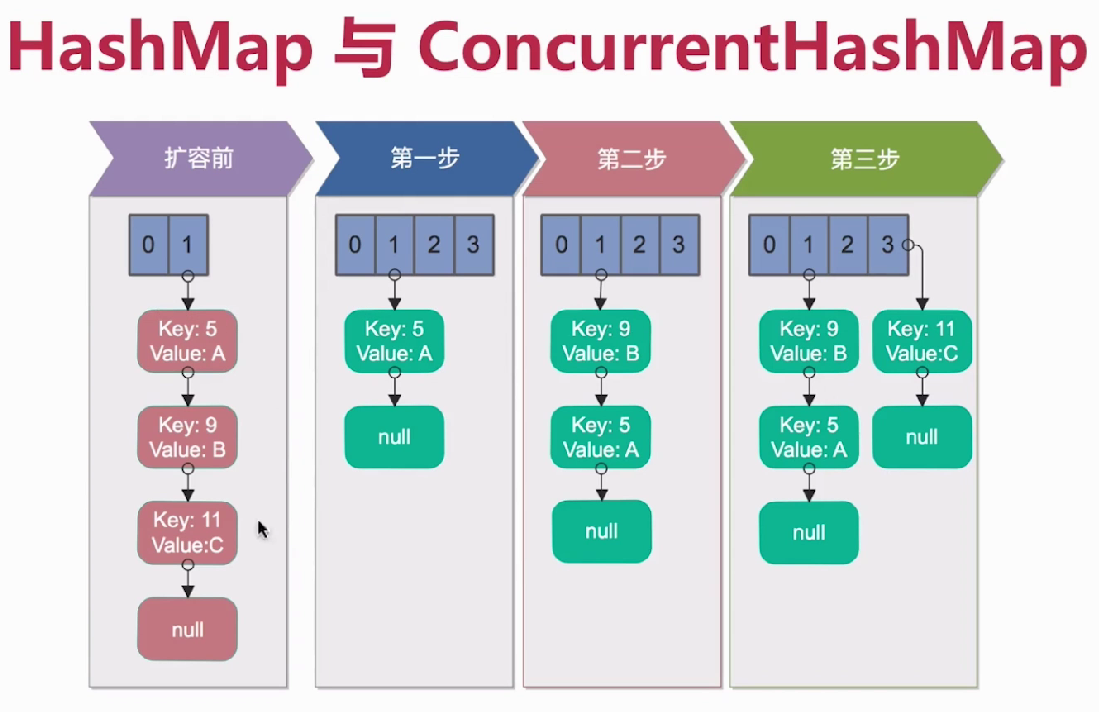 HashMap 与 ConcurrentHashMap
扩容前
第一步
第二步
第三步
0 1
Key: 5
Value: A
Key: 9
Value: B
Key: 11
Value:C
null
0 1 2 3
Key: 5
Value: A
null
0 1 2 3
Key: 9
Value: B
Key: 5
Value: A
null
0 1 2 3
Key: 9
Value: B
Key: 5
Value: A
null
Key: 11
Value:C
null